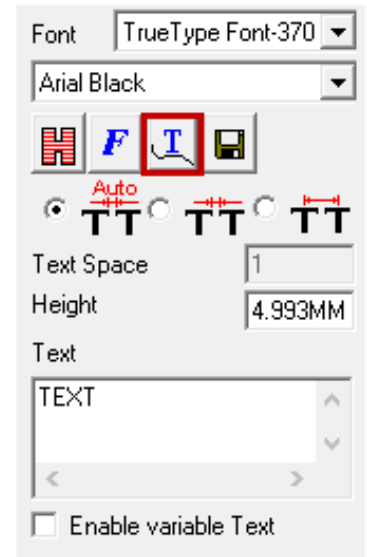 Font TrueType Font-370
Arial Black
H F T
Auto
TT TT TT
Text Space 1
Height 4.993MM
Text
TEXT
Enable variable Text